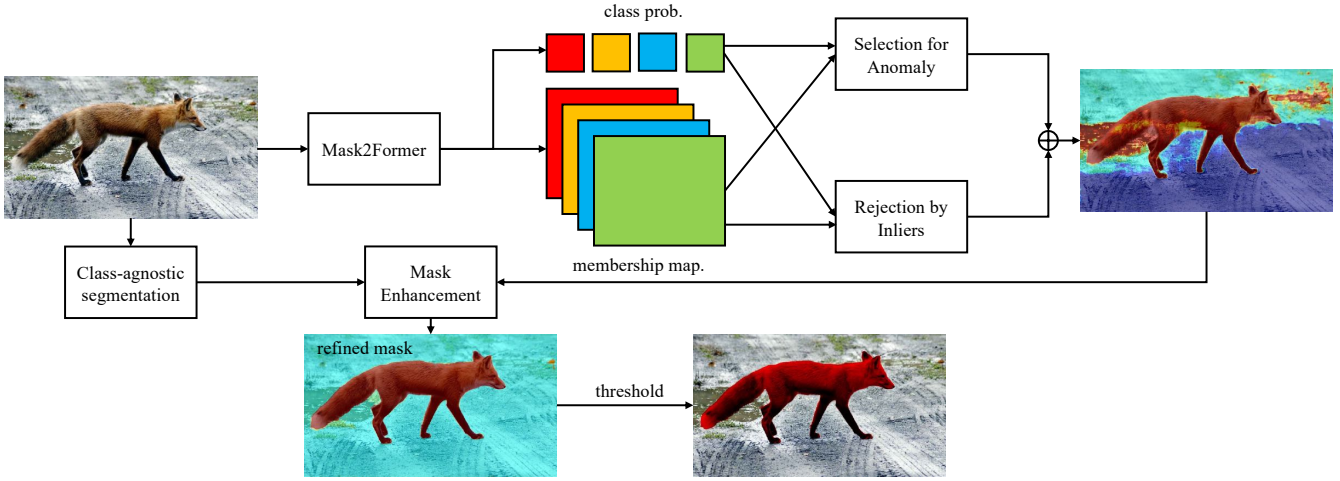 class prob.
Selection for
Anomaly
Mask2Former
Rejection by
Inliers
membership map.
Class-agnostic
segmentation
Mask
Enhancement
refined mask
threshold